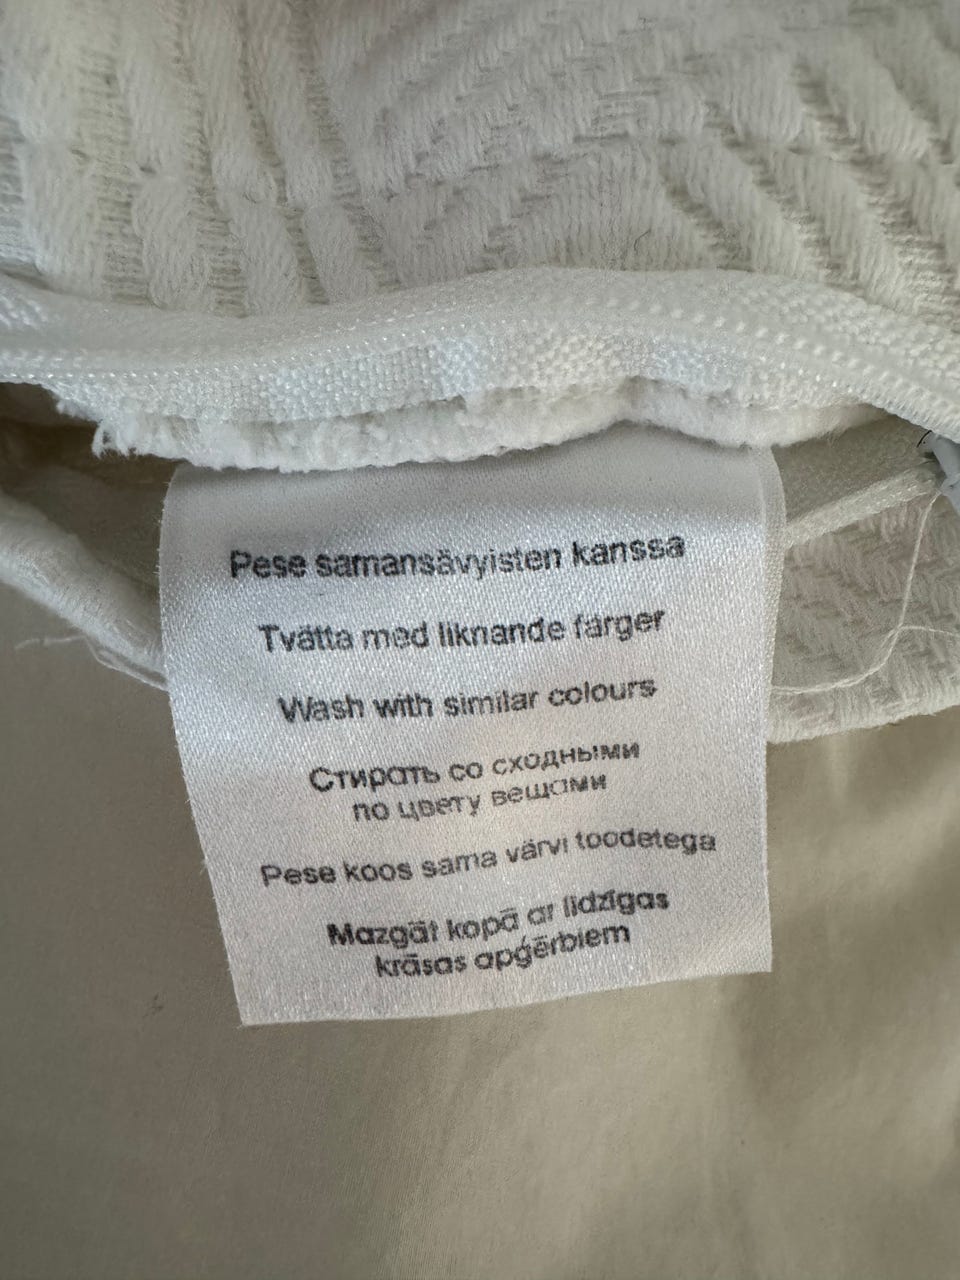 Pese samansävyisten kanssa
Tvätta med liknande färger
Wash with similar colours
Стирать со сходными
по цвету вещами
Pese koos sama värvi toodetega
Mazgāt kopā ar līdzīgas
krāsas apģērbiem